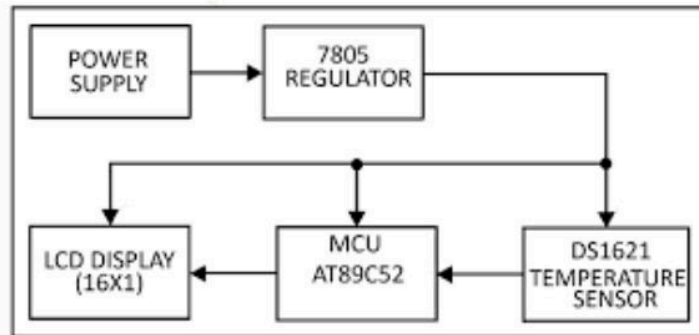 POWER
SUPPLY
7805
REGULATOR
LCD DISPLAY
(16X1)
MCU
AT89C52
DS1621
TEMPERATURE
SENSOR